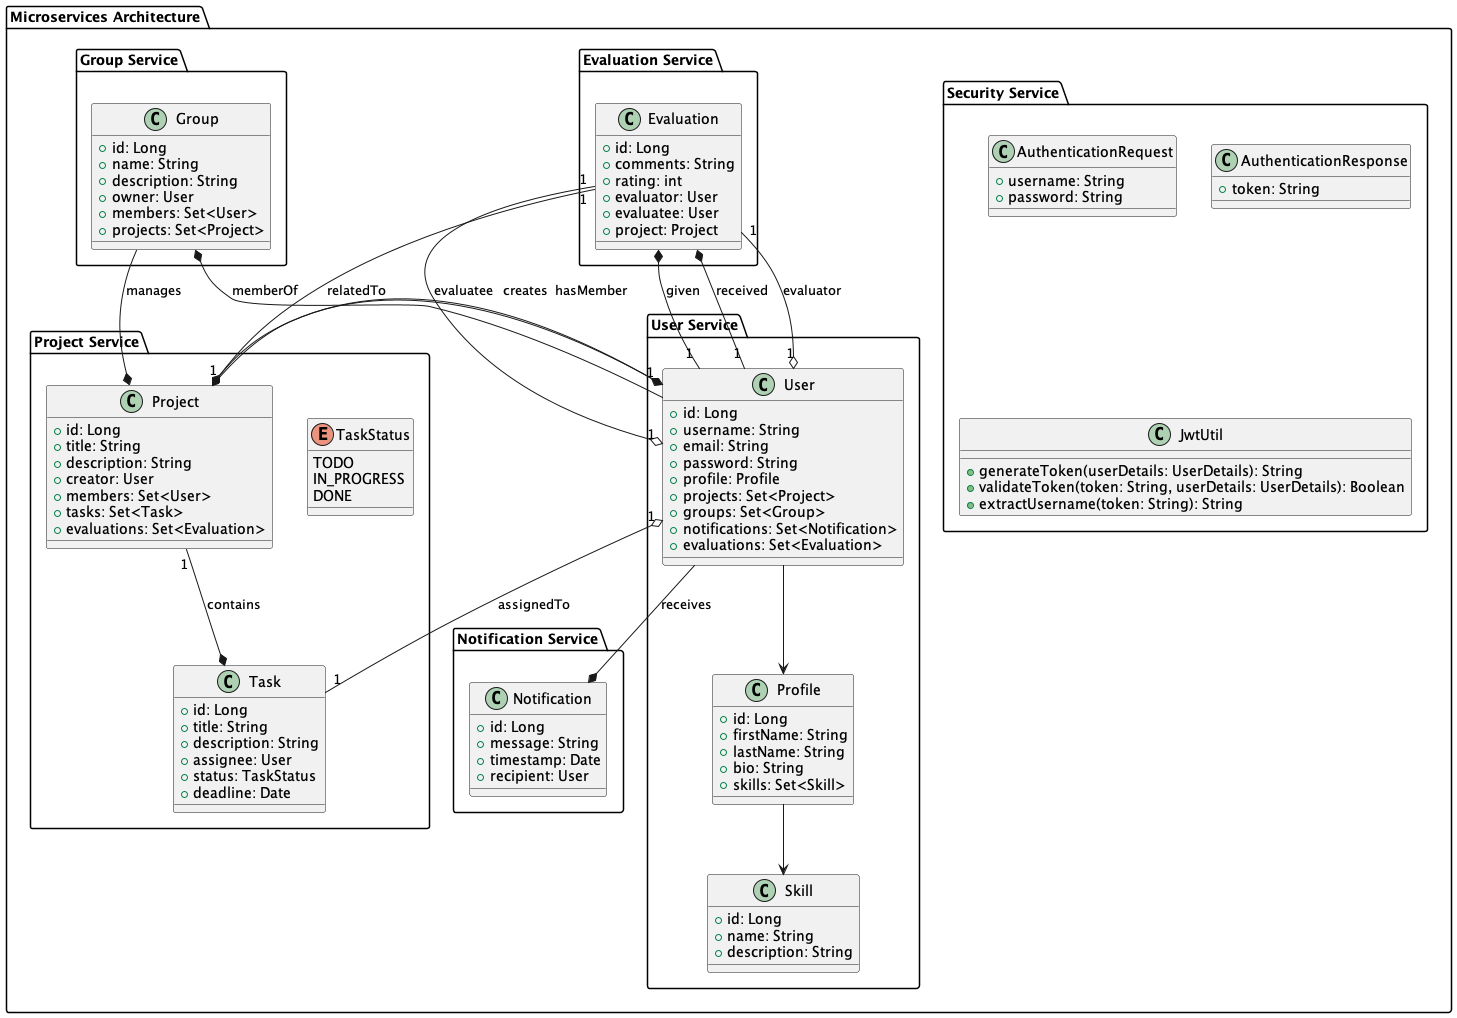 Microservices Architecture
Group Service
C Group
id: Long
name: String
description: String
owner: User
members: Set<User>
projects: Set<Project>
Evaluation Service
C Evaluation
id: Long
comments: String
rating: int
evaluator: User
evaluatee: User
project: Project
Security Service
C AuthenticationRequest
username: String
password: String
C AuthenticationResponse
token: String
C JwtUtil
generateToken(userDetails: UserDetails): String
validateToken(token: String, userDetails: UserDetails): Boolean
extractUsername(token: String): String
1
1
1
manages
memberOf
relatedTo
evaluatee
creates
hasMember
given
received
evaluator
Project Service
1
C Project
id: Long
title: String
description: String
creator: User
members: Set<User>
tasks: Set<Task>
evaluations: Set<Evaluation>
E TaskStatus
TODO
IN_PROGRESS
DONE
User Service
1
1
1
1
1
1
C User
id: Long
username: String
email: String
password: String
profile: Profile
projects: Set<Project>
groups: Set<Group>
notifications: Set<Notification>
evaluations: Set<Evaluation>
1
contains
assignedTo
receives
1
C Task
id: Long
title: String
description: String
assignee: User
status: TaskStatus
deadline: Date
Notification Service
C Notification
id: Long
message: String
timestamp: Date
recipient: User
C Profile
id: Long
firstName: String
lastName: String
bio: String
skills: Set<Skill>
C Skill
id: Long
name: String
description: String